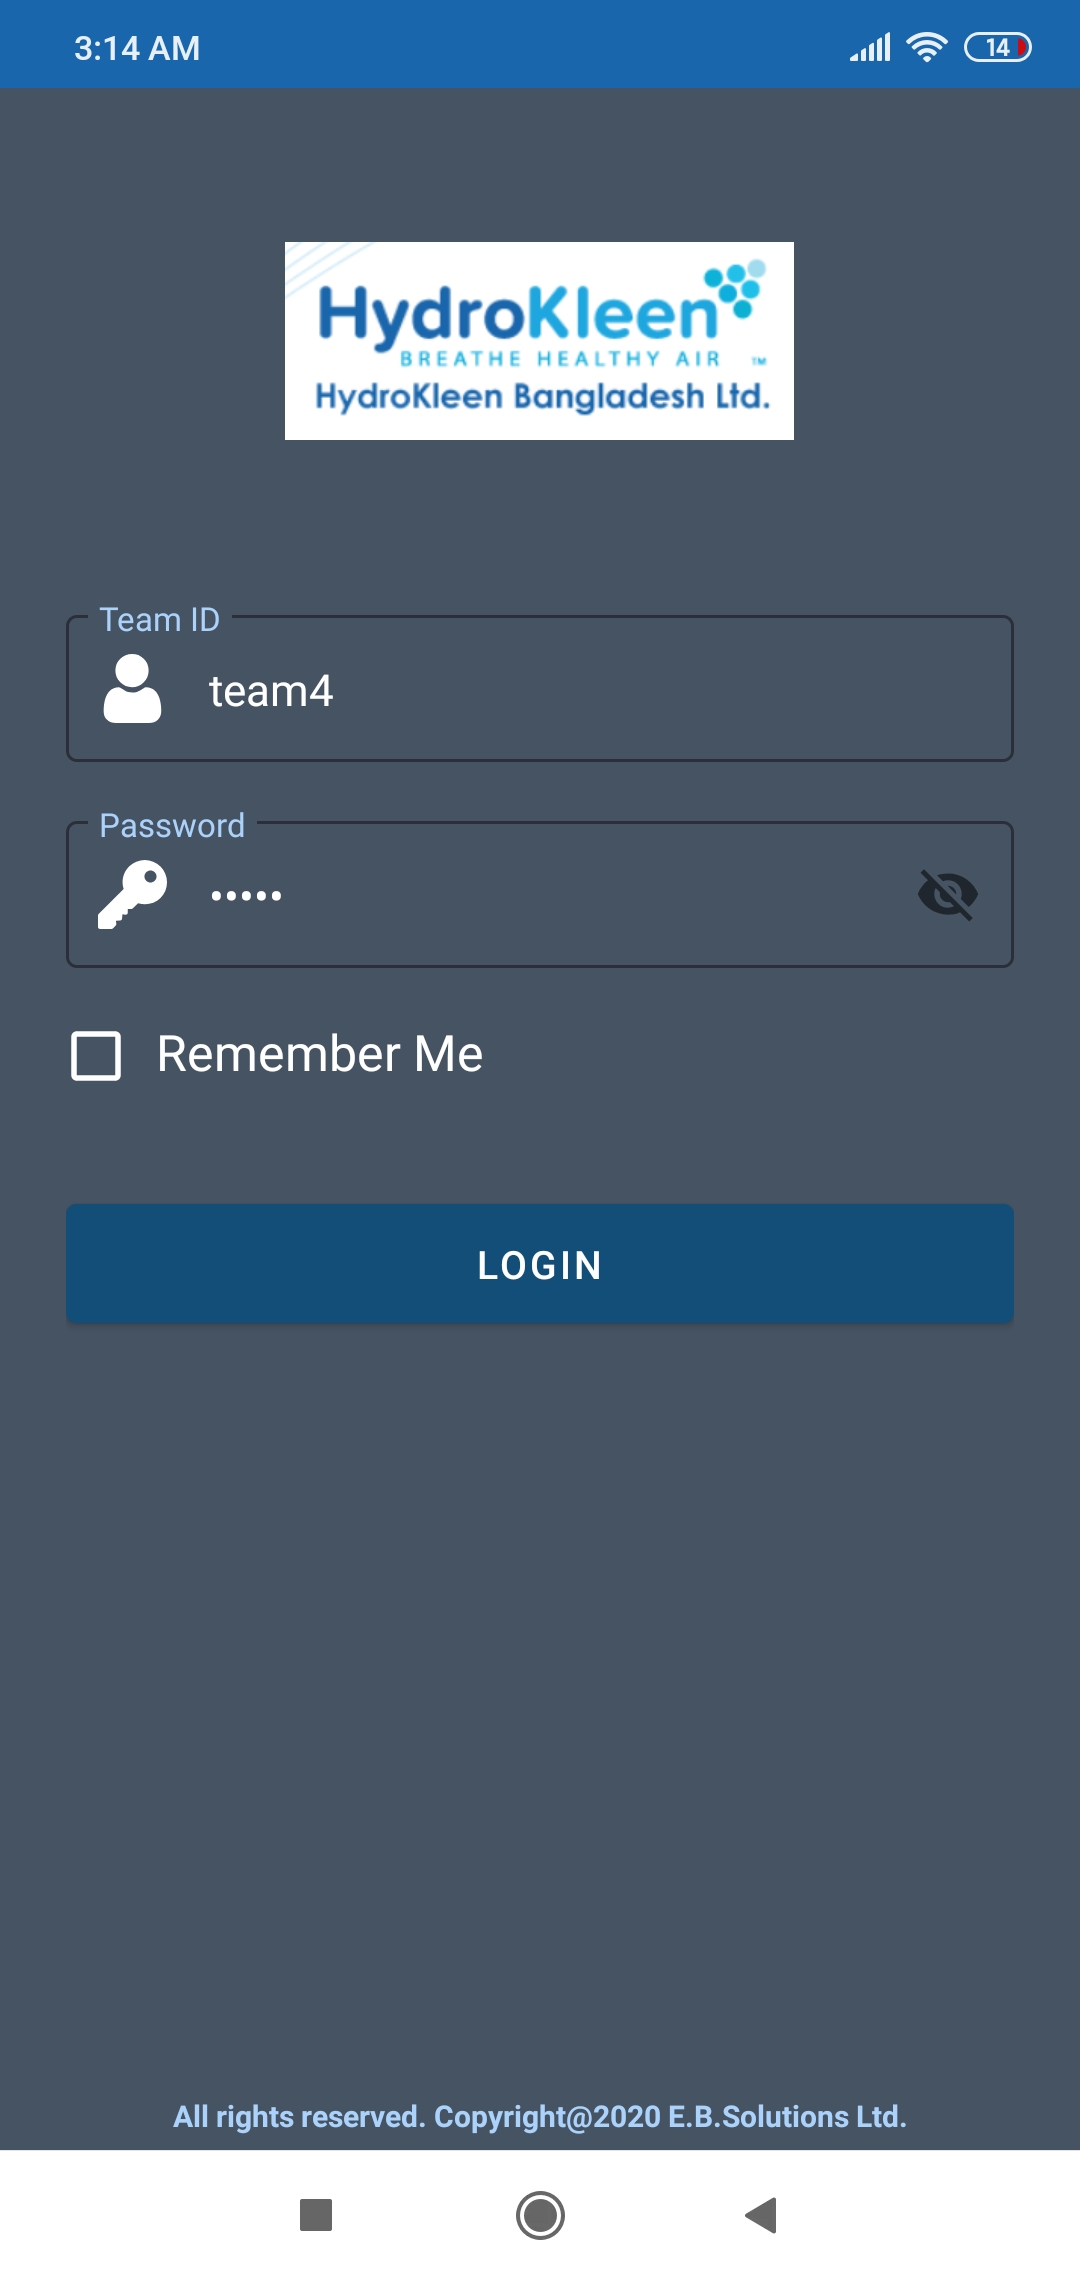 3:14 AM
14
HydroKleen
BREATHE HEALTHY AIR ™
HydroKleen Bangladesh Ltd.
Team ID
team4
Password
•••••
Remember Me
LOGIN
All rights reserved. Copyright@2020 E.B.Solutions Ltd.